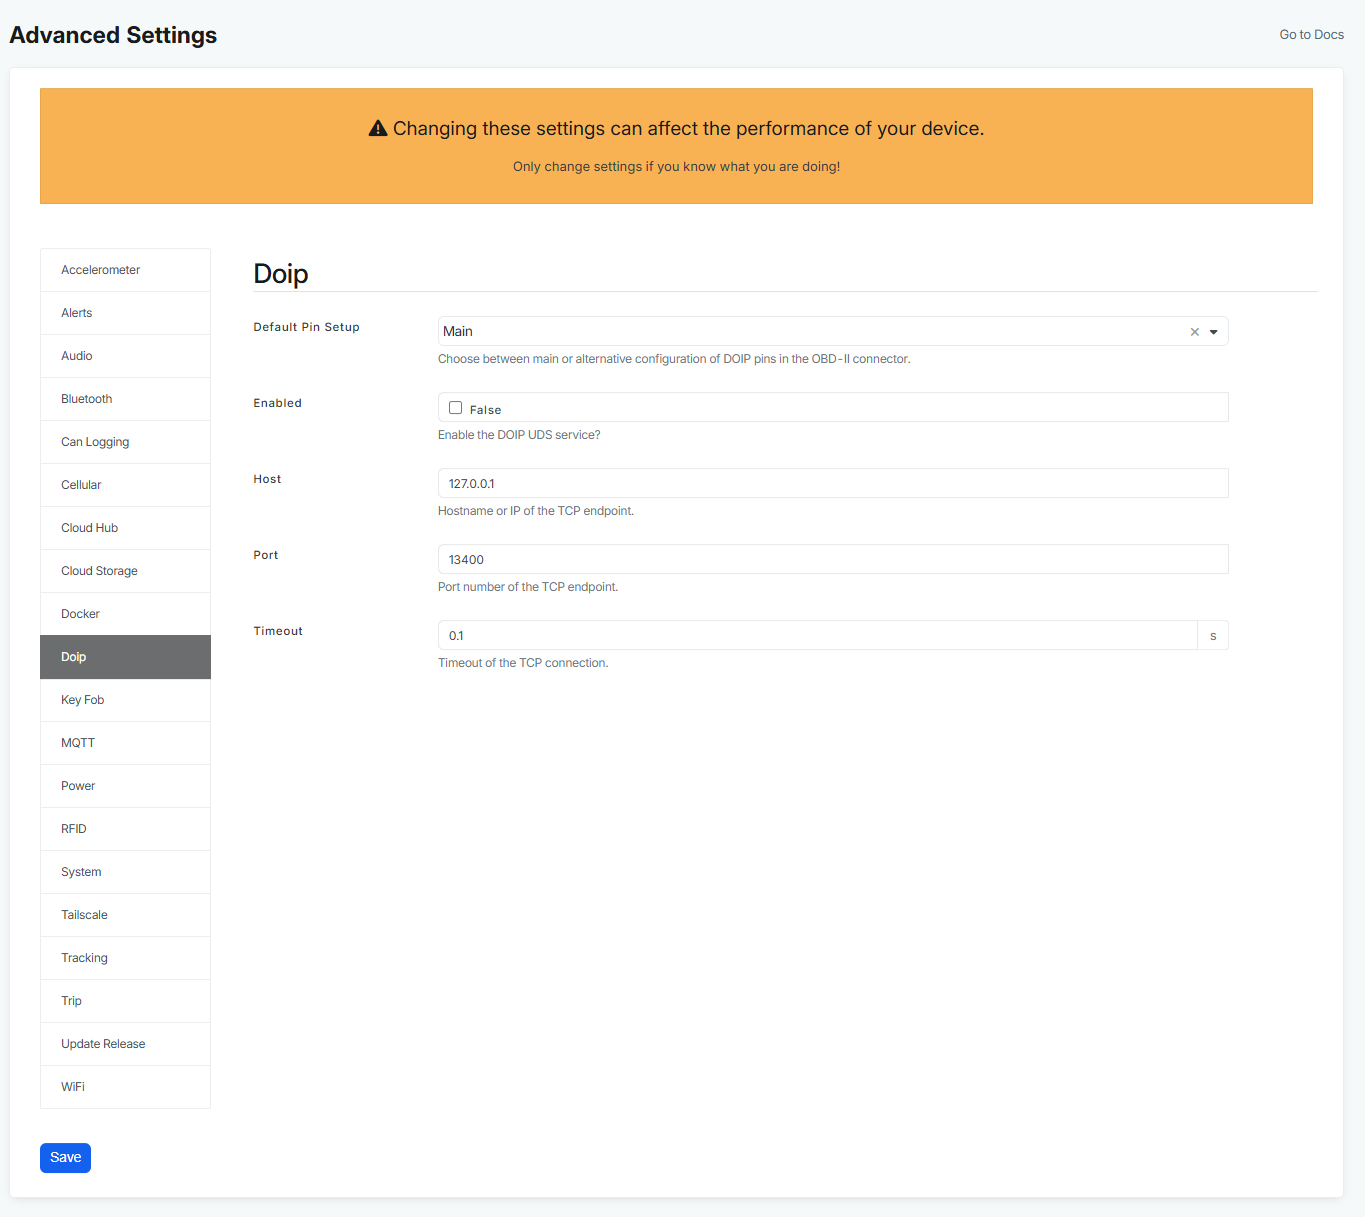 Advanced Settings
Go to Docs
Changing these settings can affect the performance of your device.
Only change settings if you know what you are doing!
Accelerometer
Alerts
Audio
Bluetooth
Can Logging
Cellular
Cloud Hub
Cloud Storage
Docker
Doip
Key Fob
MQTT
Power
RFID
System
Tailscale
Tracking
Trip
Update Release
WiFi
Doip
Default Pin Setup
Main
Choose between main or alternative configuration of DOIP pins in the OBD-II connector.
Enabled
False
Enable the DOIP UDS service?
Host
127.0.0.1
Hostname or IP of the TCP endpoint.
Port
13400
Port number of the TCP endpoint.
Timeout
0.1 s
Timeout of the TCP connection.
Save